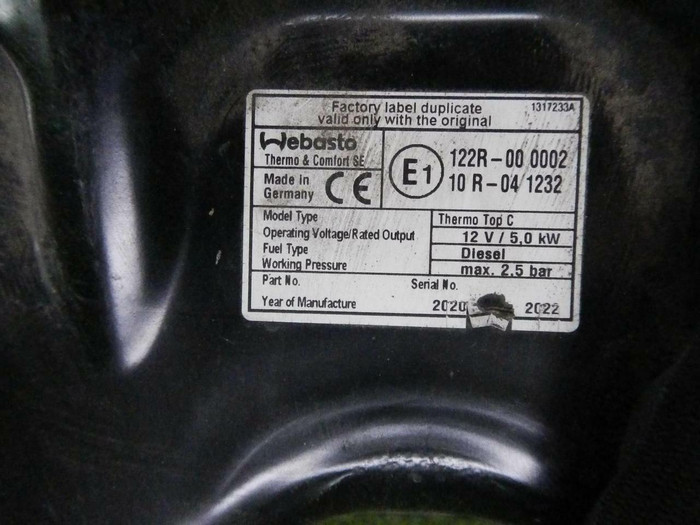 Factory label duplicate 1317233A
valid only with the original
Webasto
Thermo & Comfort SE
Made in
Germany
CE
E1
122R-00 0002
10 R-04 1232
Model Type Thermo Top C
Operating Voltage/Rated Output 12 V / 5,0 kW
Fuel Type Diesel
Working Pressure max. 2.5 bar
Part No. Serial No.
Year of Manufacture 2020 2022